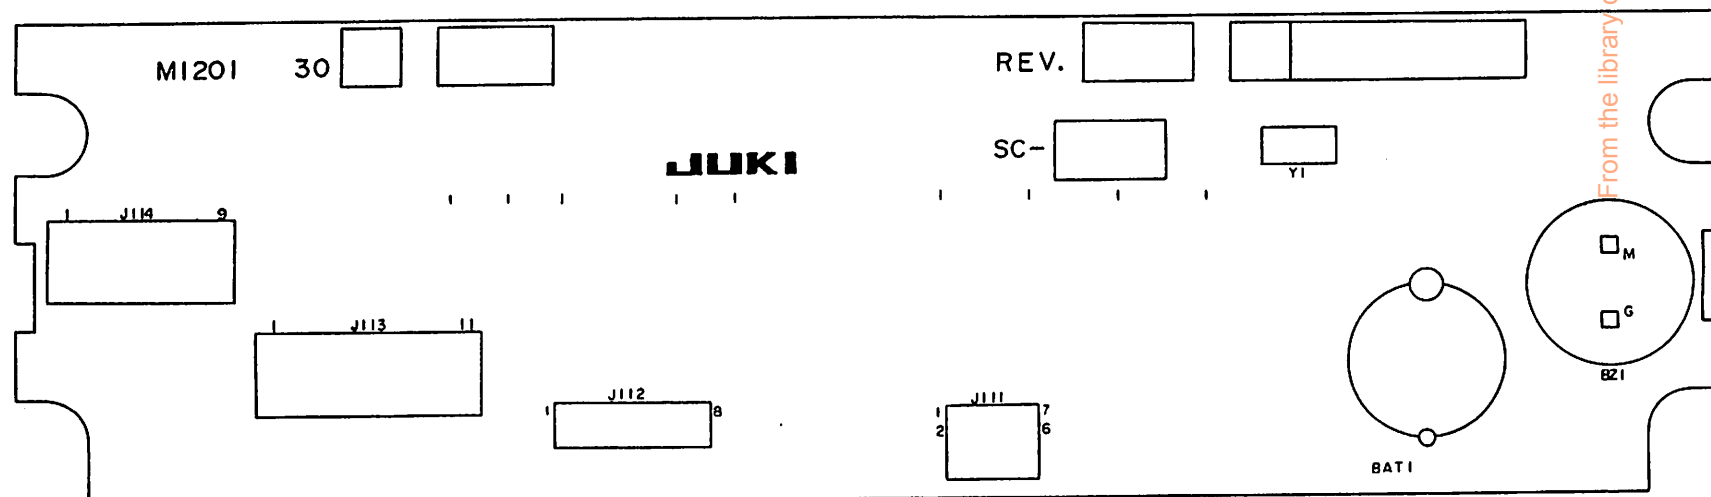 M1201 30
REV.
SC-
JUKI
Y1
From the library
1 J114 9
M
G
1 J113 11
BZ1
1 J112 8
J111
1 7
2 6
BAT1